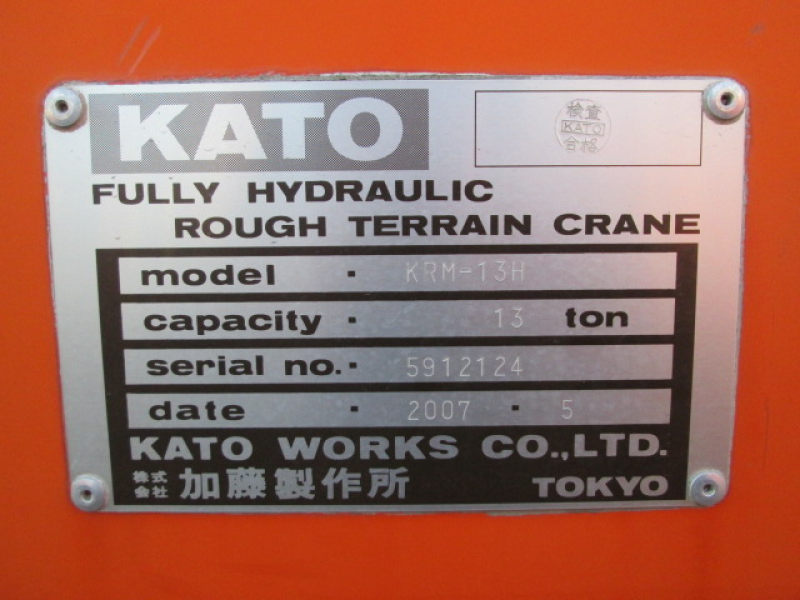 KATO
検査
KATO
合格
FULLY HYDRAULIC
ROUGH TERRAIN CRANE
model · KRM-13H
capacity · 13 ton
serial no. · 5912124
date · 2007 · 5
KATO WORKS CO.,LTD.
株式会社 加藤製作所 TOKYO